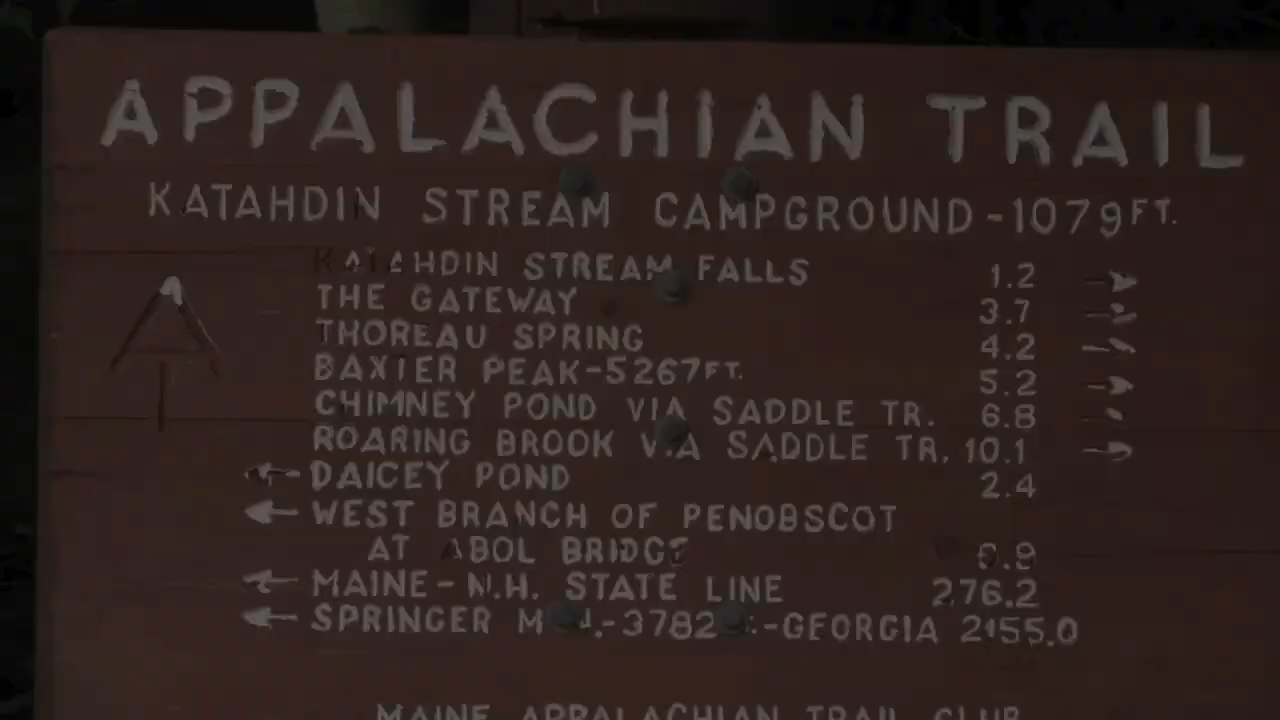 APPALACHIAN TRAIL
KATAHDIN STREAM CAMPGROUND-1079FT.
KATAHDIN STREAM FALLS 1.2
THE GATEWAY 3.7
THOREAU SPRING 4.2
BAXTER PEAK-5267FT. 5.2
CHIMNEY POND VIA SADDLE TR. 6.8
ROARING BROOK VIA SADDLE TR. 10.1
DAICEY POND 2.4
WEST BRANCH OF PENOBSCOT
AT ABOL BRIDGE 9.9
MAINE-N.H. STATE LINE 276.2
SPRINGER -3782 -GEORGIA 2155.0
MAINE APPALACHIAN TRAIL CLUB